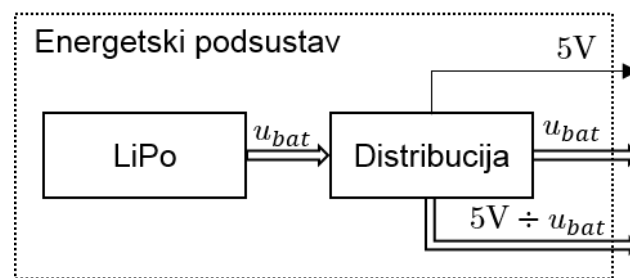 Energetski podsustav
5V
LiPo
u_bat
Distribucija
u_bat
5V ÷ u_bat